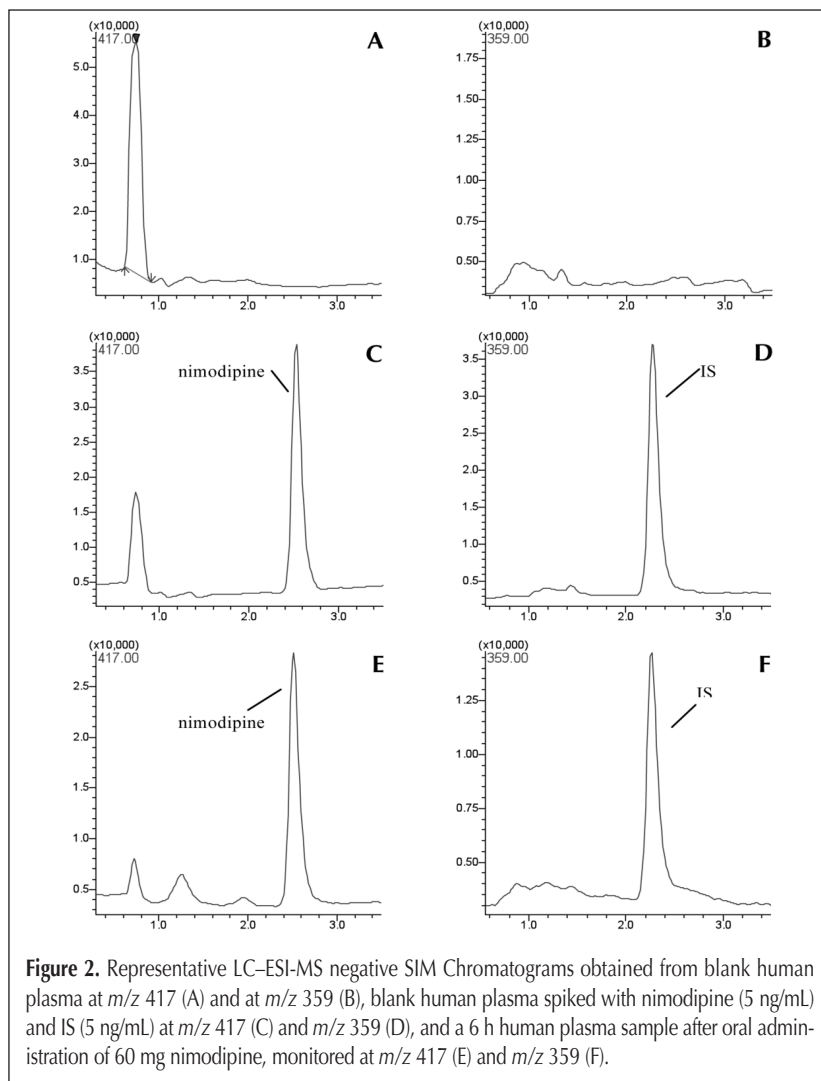 (x10,000)
417.00
A
5.0
4.0
3.0
2.0
1.0
1.0
2.0
3.0
(x10,000)
359.00
B
1.75
1.50
1.25
1.00
0.75
0.50
1.0
2.0
3.0
(x10,000)
417.00
C
nimodipine
3.5
3.0
2.5
2.0
1.5
1.0
0.5
1.0
2.0
3.0
(x10,000)
359.00
D
IS
3.5
3.0
2.5
2.0
1.5
1.0
0.5
1.0
2.0
3.0
(x10,000)
417.00
E
nimodipine
2.5
2.0
1.5
1.0
0.5
1.0
2.0
3.0
(x10,000)
359.00
F
IS
1.25
1.00
0.75
0.50
1.0
2.0
3.0
Figure 2. Representative LC–ESI-MS negative SIM Chromatograms obtained from blank human
plasma at m/z 417 (A) and at m/z 359 (B), blank human plasma spiked with nimodipine (5 ng/mL)
and IS (5 ng/mL) at m/z 417 (C) and m/z 359 (D), and a 6 h human plasma sample after oral admin-
istration of 60 mg nimodipine, monitored at m/z 417 (E) and m/z 359 (F).